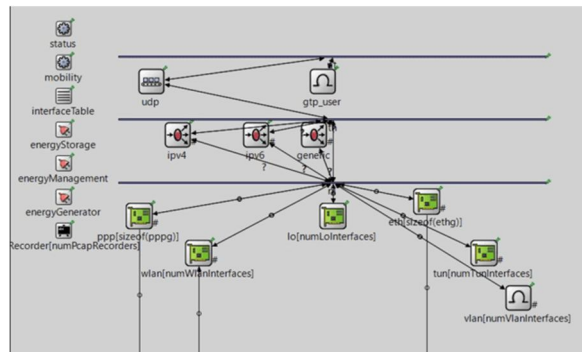 status
mobility
interfaceTable
energyStorage
energyManagement
energyGenerator
Recorder[numPcapRecorders]
udp
gtp_user
tn
ipv4
ipv6
generic
#
#
#
?
?
?
ppp[sizeof(pppg)]
#
wlan[numWlanInterfaces]
#
lo[numLoInterfaces]
#
eth[sizeof(ethg)]
#
tun[numTunInterfaces]
#
vlan[numVlanInterfaces]
#